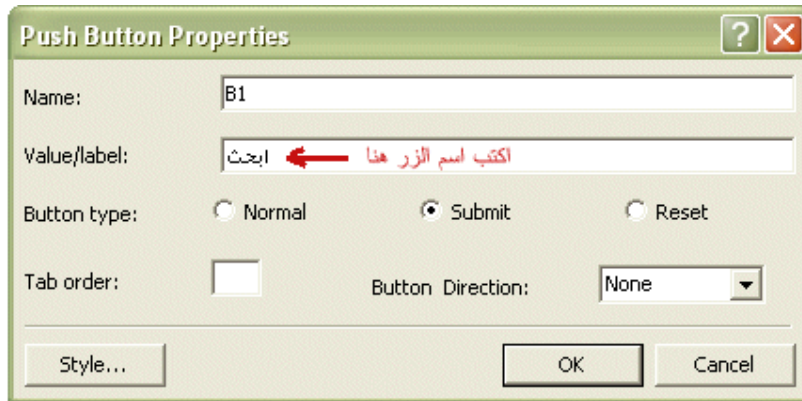 Push Button Properties
Name: B1
Value/label: ابحث اكتب اسم الزر هنا
Button type: Normal Submit Reset
Tab order: Button Direction: None
Style... OK Cancel